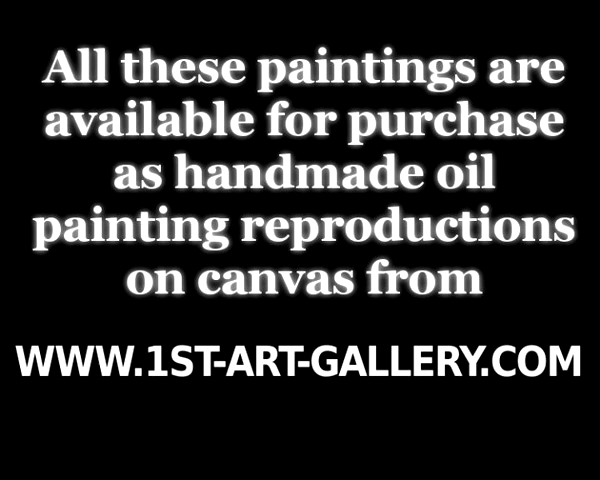 All these paintings are
available for purchase
as handmade oil
painting reproductions
on canvas from
WWW.1ST-ART-GALLERY.COM